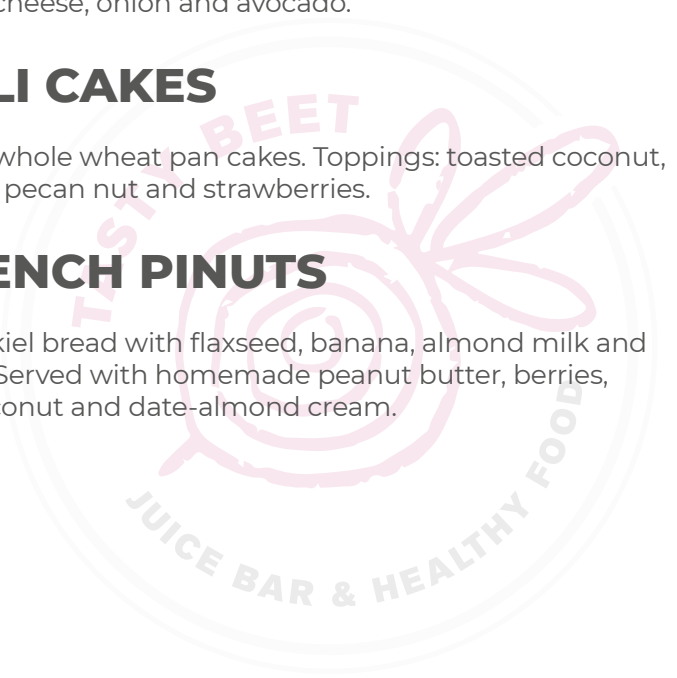 cheese, onion and avocado.
LI CAKES
whole wheat pan cakes. Toppings: toasted coconut,
pecan nut and strawberries.
ENCH PINUTS
kiel bread with flaxseed, banana, almond milk and
Served with homemade peanut butter, berries,
conut and date-almond cream.
TASTY BEET
JUICE BAR & HEALTHY FOOD